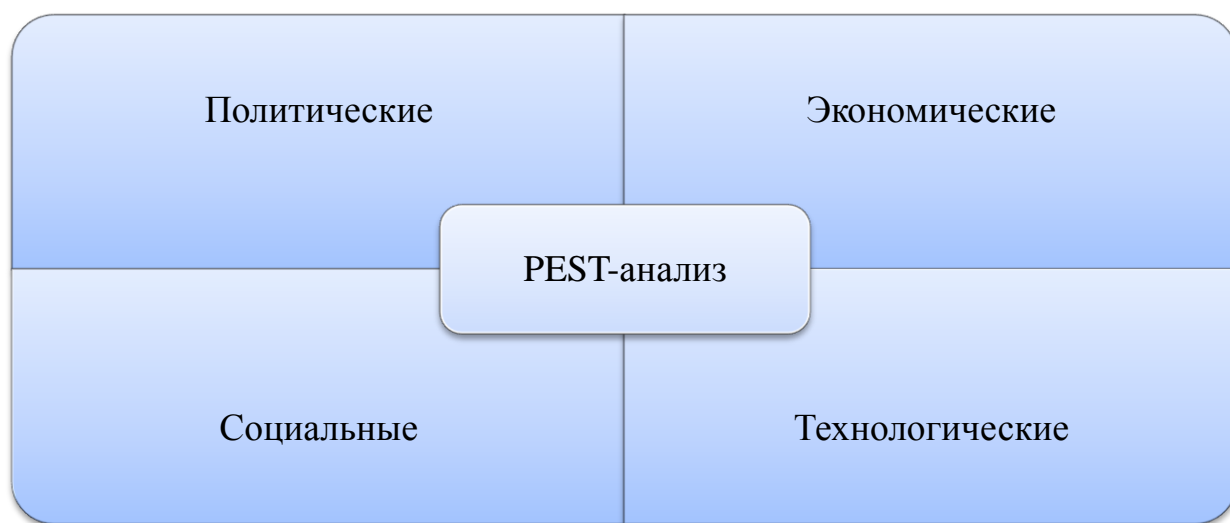 Политические
Экономические
PEST-анализ
Социальные
Технологические